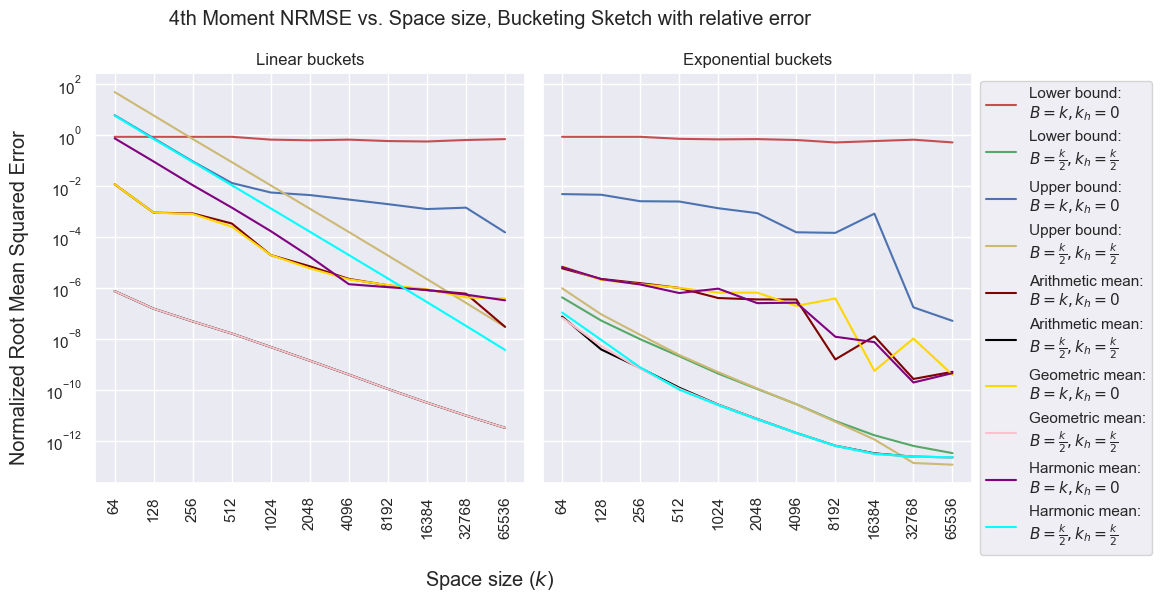 4th Moment NRMSE vs. Space size, Bucketing Sketch with relative error
Linear buckets
Exponential buckets
Normalized Root Mean Squared Error
10^2
10^0
10^−2
10^−4
10^−6
10^−8
10^−10
10^−12
64 128 256 512 1024 2048 4096 8192 16384 32768 65536
64 128 256 512 1024 2048 4096 8192 16384 32768 65536
Space size (k)
Lower bound:
B = k, k_h = 0
Lower bound:
B = k/2, k_h = k/2
Upper bound:
B = k, k_h = 0
Upper bound:
B = k/2, k_h = k/2
Arithmetic mean:
B = k, k_h = 0
Arithmetic mean:
B = k/2, k_h = k/2
Geometric mean:
B = k, k_h = 0
Geometric mean:
B = k/2, k_h = k/2
Harmonic mean:
B = k, k_h = 0
Harmonic mean:
B = k/2, k_h = k/2